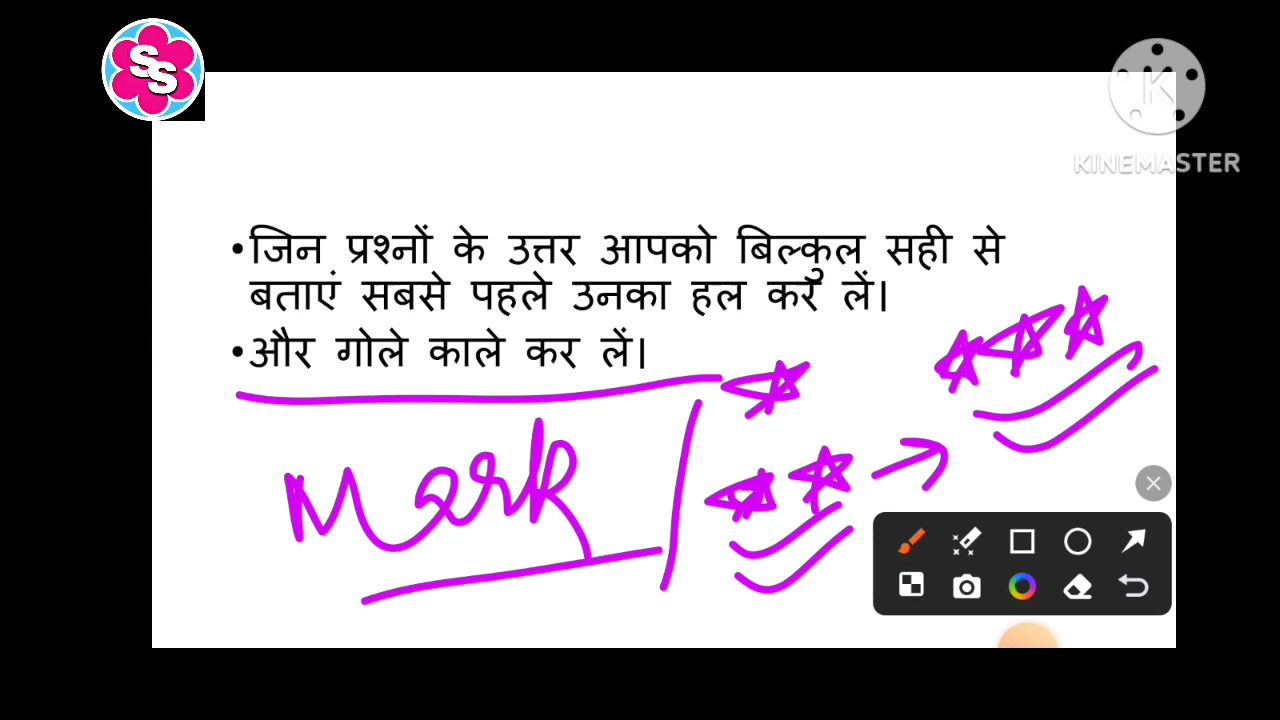 SS
KINEMASTER
•जिन प्रश्नों के उत्तर आपको बिल्कुल सही से
बताएं सबसे पहले उनका हल कर लें।
•और गोले काले कर लें।
Mark